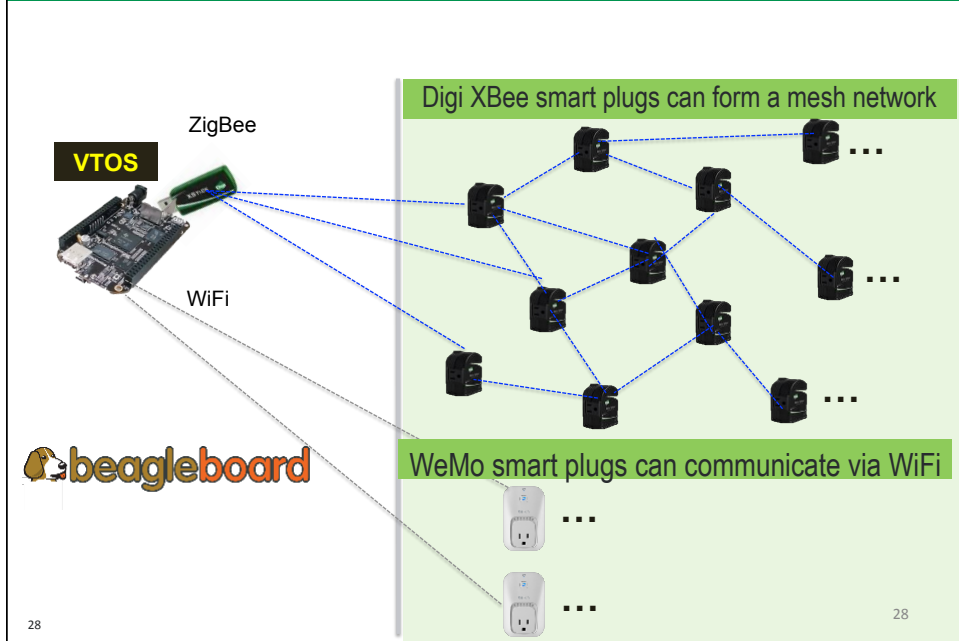 Digi XBee smart plugs can form a mesh network
ZigBee
VTOS
...
WiFi
...
...
beagleboard
WeMo smart plugs can communicate via WiFi
...
...
28
28